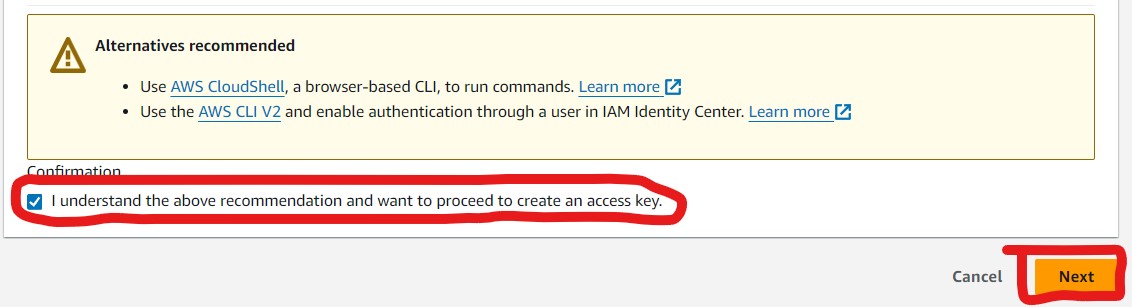 Alternatives recommended
• Use AWS CloudShell, a browser-based CLI, to run commands. Learn more
• Use the AWS CLI V2 and enable authentication through a user in IAM Identity Center. Learn more
Confirmation
I understand the above recommendation and want to proceed to create an access key.
Cancel Next